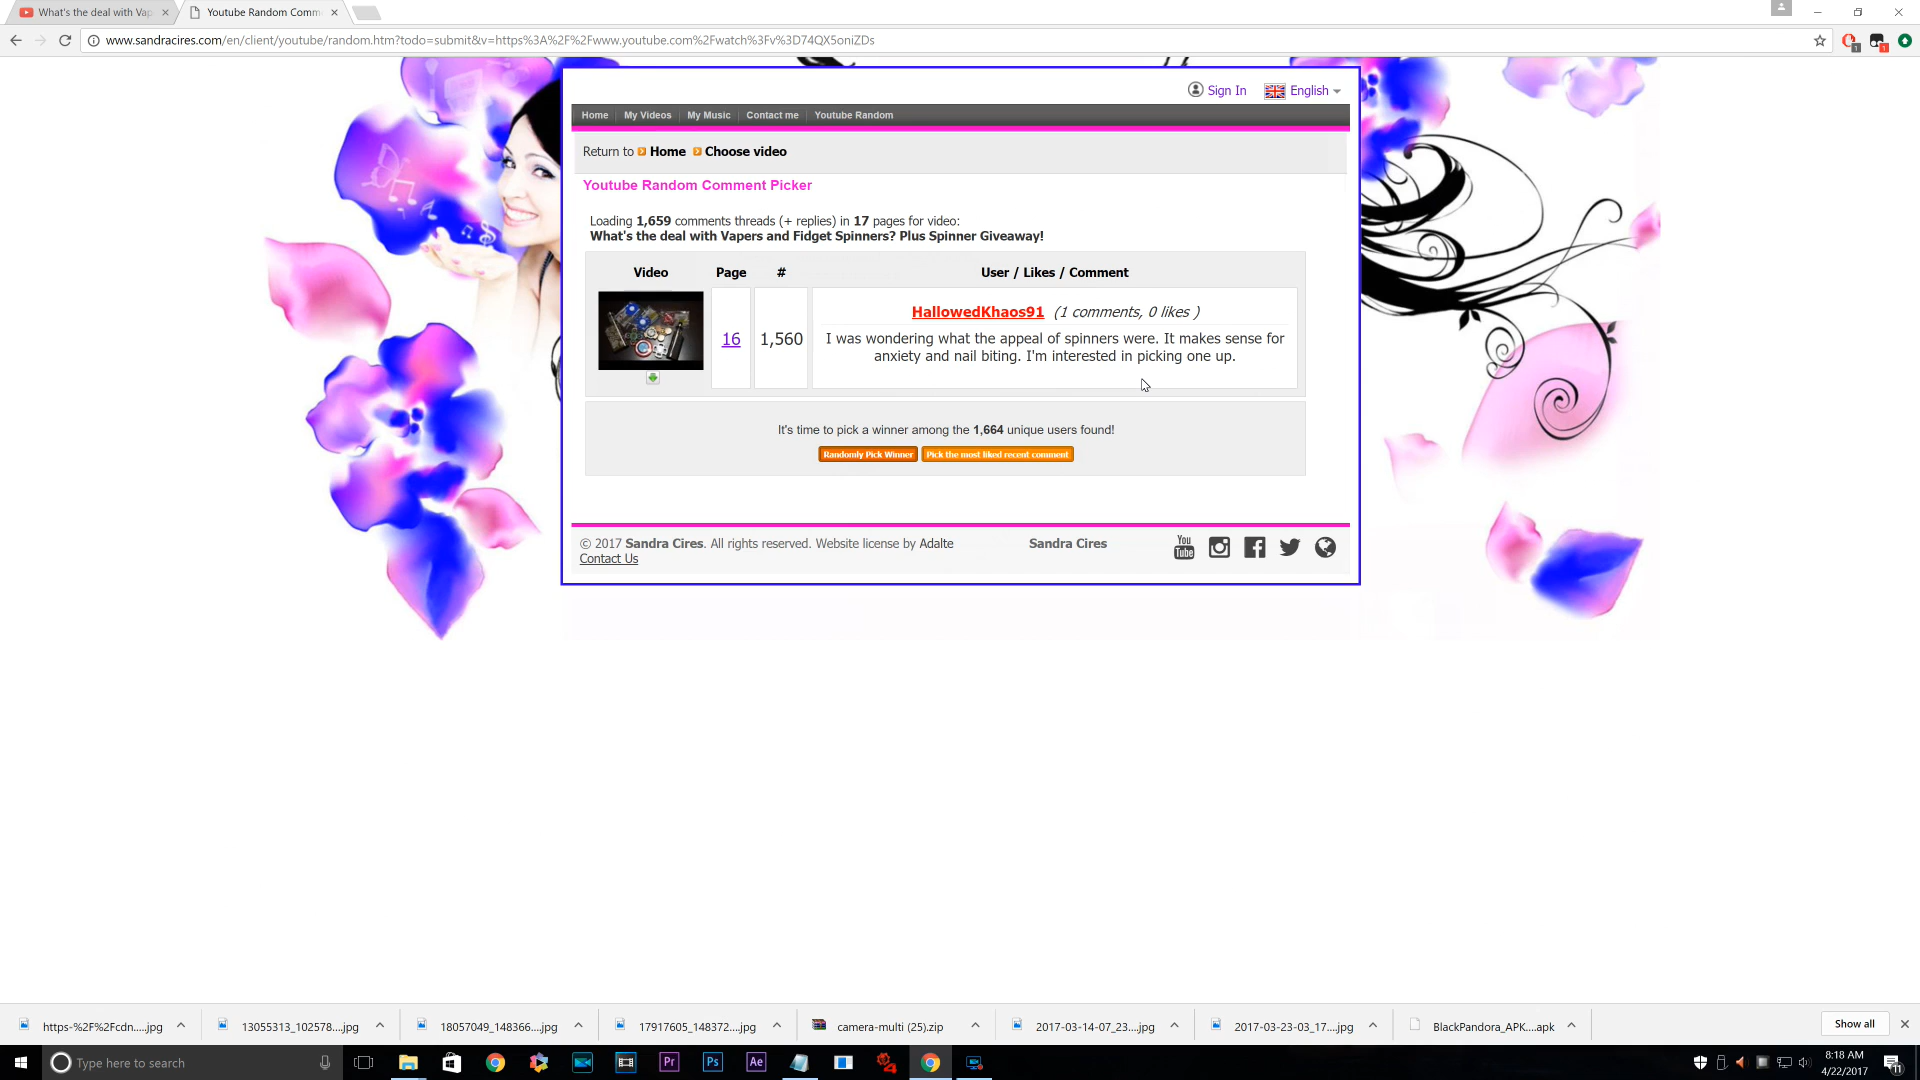 What's the deal with Vap
Youtube Random Comm
www.sandracires.com/en/client/youtube/random.htm?todo=submit&v=https%3A%2F%2Fwww.youtube.com%2Fwatch%3Fv%3D74QX5oniZDs
1
1
Sign In
English
Home
My Videos
My Music
Contact me
Youtube Random
Return to Home Choose video
Youtube Random Comment Picker
Loading 1,659 comments threads (+ replies) in 17 pages for video:
What's the deal with Vapers and Fidget Spinners? Plus Spinner Giveaway!
Video Page # User / Likes / Comment
HallowedKhaos91 (1 comments, 0 likes )
16 1,560 I was wondering what the appeal of spinners were. It makes sense for
anxiety and nail biting. I'm interested in picking one up.
It's time to pick a winner among the 1,664 unique users found!
Randomly Pick Winner
Pick the most liked recent comment
© 2017 Sandra Cires. All rights reserved. Website license by Adalte
Contact Us
Sandra Cires
You
Tube
https-%2F%2Fcdn.....jpg
13055313_102578....jpg
18057049_148366....jpg
17917605_148372....jpg
camera-multi (25).zip
2017-03-14-07_23....jpg
2017-03-23-03_17....jpg
BlackPandora_APK....apk
Show all
Type here to search
Pr
Ps
Ae
4
8:18 AM
4/22/2017
11